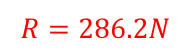 R = 286.2N